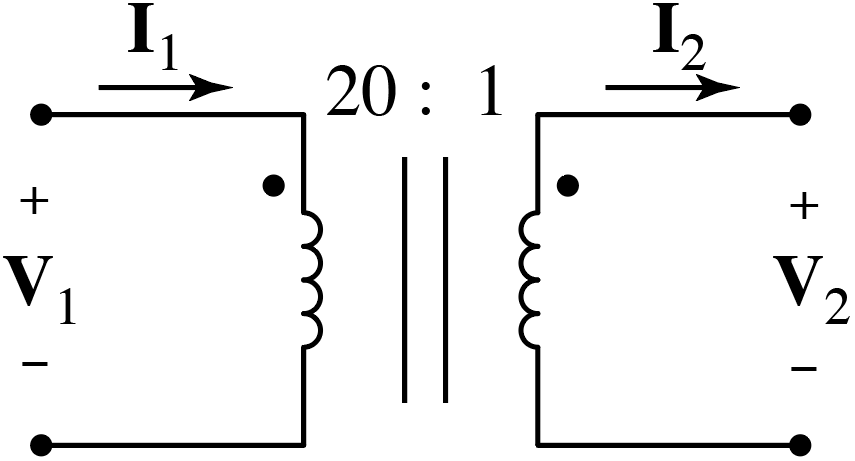 I1 20 : 1 I2
+ +
V1 V2
− −